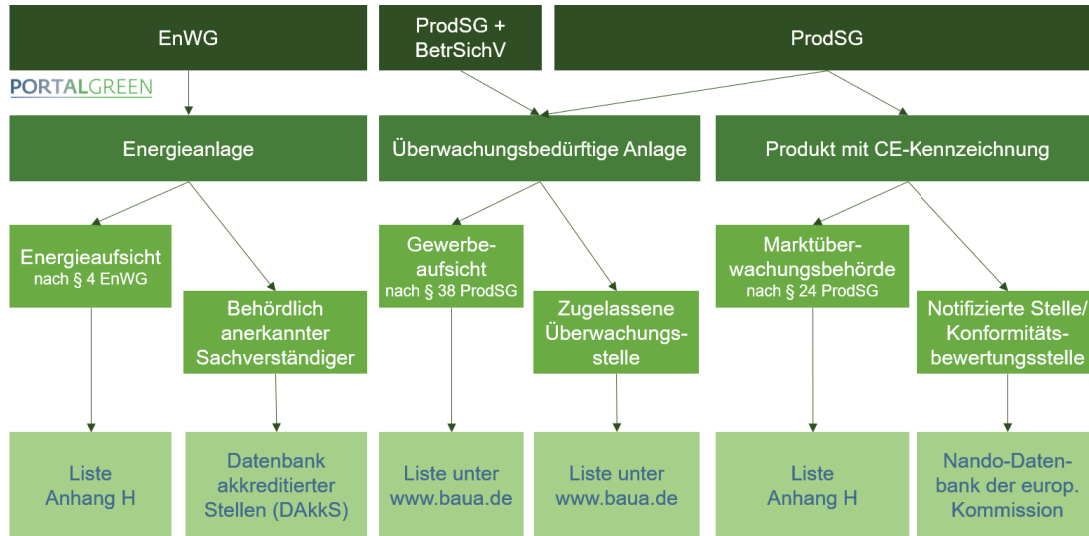 EnWG
ProdSG +
BetrSichV
ProdSG
PORTALGREEN
Energieanlage
Überwachungsbedürftige Anlage
Produkt mit CE-Kennzeichnung
Energieaufsicht
nach § 4 EnWG
Behördlich
anerkannter
Sachverständiger
Gewerbe-
aufsicht
nach § 38 ProdSG
Zugelassene
Überwachungs-
stelle
Marktüber-
wachungsbehörde
nach § 24 ProdSG
Notifizierte Stelle/
Konformitäts-
bewertungsstelle
Liste
Anhang H
Datenbank
akkreditierter
Stellen (DAkkS)
Liste unter
www.baua.de
Liste unter
www.baua.de
Liste
Anhang H
Nando-Daten-
bank der europ.
Kommission